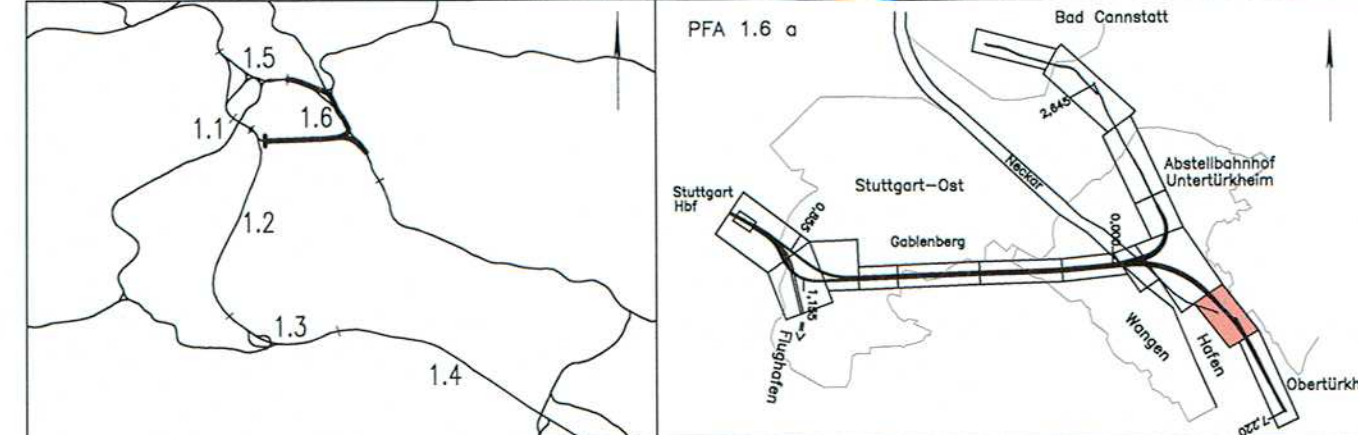 1.5
1.6
1.1
1.2
1.3
1.4
PFA 1.6 a
Bad Cannstatt
2,645
Neckar
Abstellbahnhof
Untertürkheim
Stuttgart-Ost
Stuttgart
Hbf
0,855
Gablenberg
0,000
1,155
=>
Flughafen
Wangen
Hafen
Obertürkh
-7,220